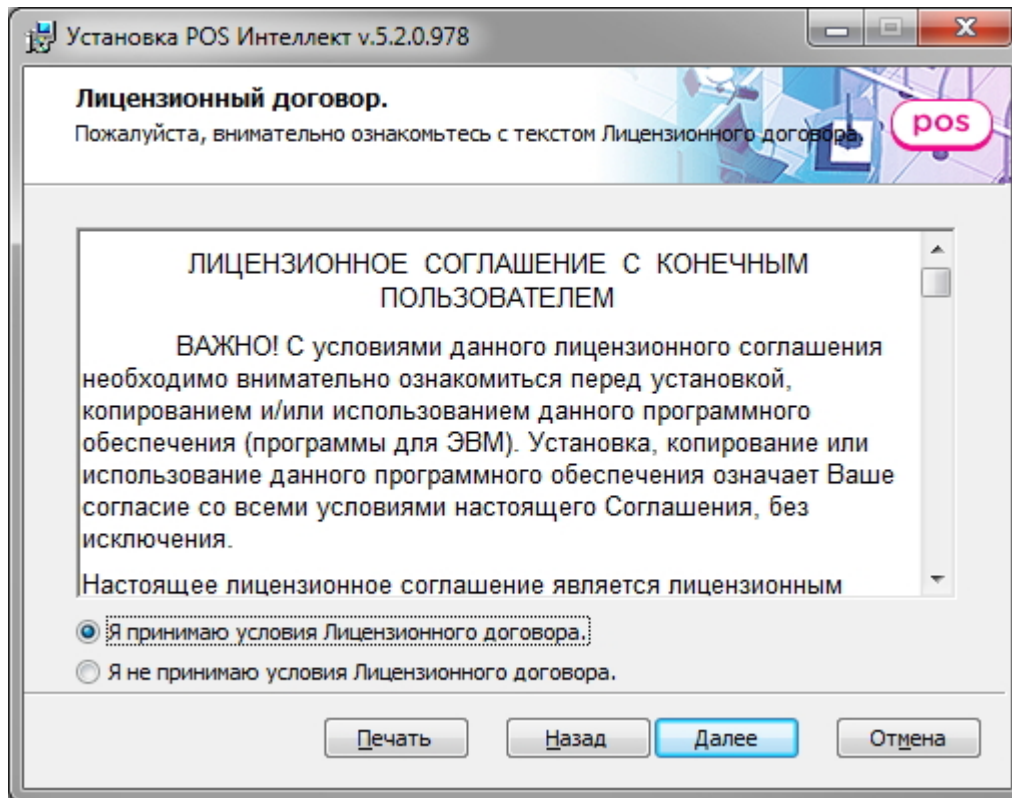 Установка POS Интеллект v.5.2.0.978
Лицензионный договор.
Пожалуйста, внимательно ознакомьтесь с текстом Лицензионного договора.
pos
ЛИЦЕНЗИОННОЕ СОГЛАШЕНИЕ С КОНЕЧНЫМ
ПОЛЬЗОВАТЕЛЕМ
ВАЖНО! С условиями данного лицензионного соглашения
необходимо внимательно ознакомиться перед установкой,
копированием и/или использованием данного программного
обеспечения (программы для ЭВМ). Установка, копирование или
использование данного программного обеспечения означает Ваше
согласие со всеми условиями настоящего Соглашения, без
исключения.
Настоящее лицензионное соглашение является лицензионным
Я принимаю условия Лицензионного договора.
Я не принимаю условия Лицензионного договора.
Печать Назад Далее Отмена